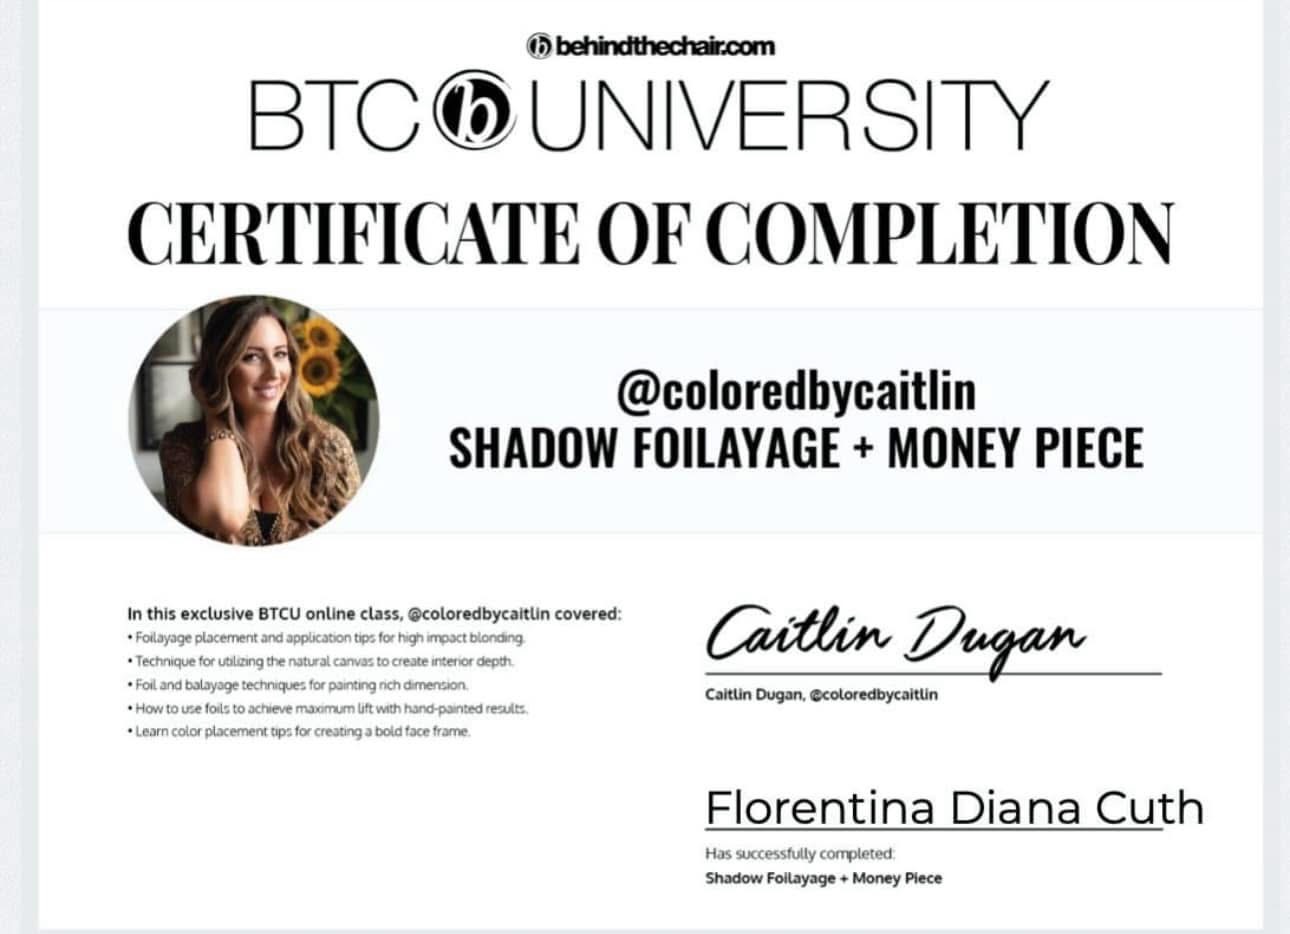 behindthechair.com
BTC b UNIVERSITY
CERTIFICATE OF COMPLETION
@coloredbycaitlin
SHADOW FOILAYAGE + MONEY PIECE
In this exclusive BTCU online class, @coloredbycaitlin covered:
• Foilayage placement and application tips for high impact blonding.
• Technique for utilizing the natural canvas to create interior depth.
• Foil and balayage techniques for painting rich dimension.
• How to use foils to achieve maximum lift with hand-painted results.
• Learn color placement tips for creating a bold face frame.
Caitlin Dugan
Caitlin Dugan, @coloredbycaitlin
Florentina Diana Cuth
Has successfully completed:
Shadow Foilayage + Money Piece